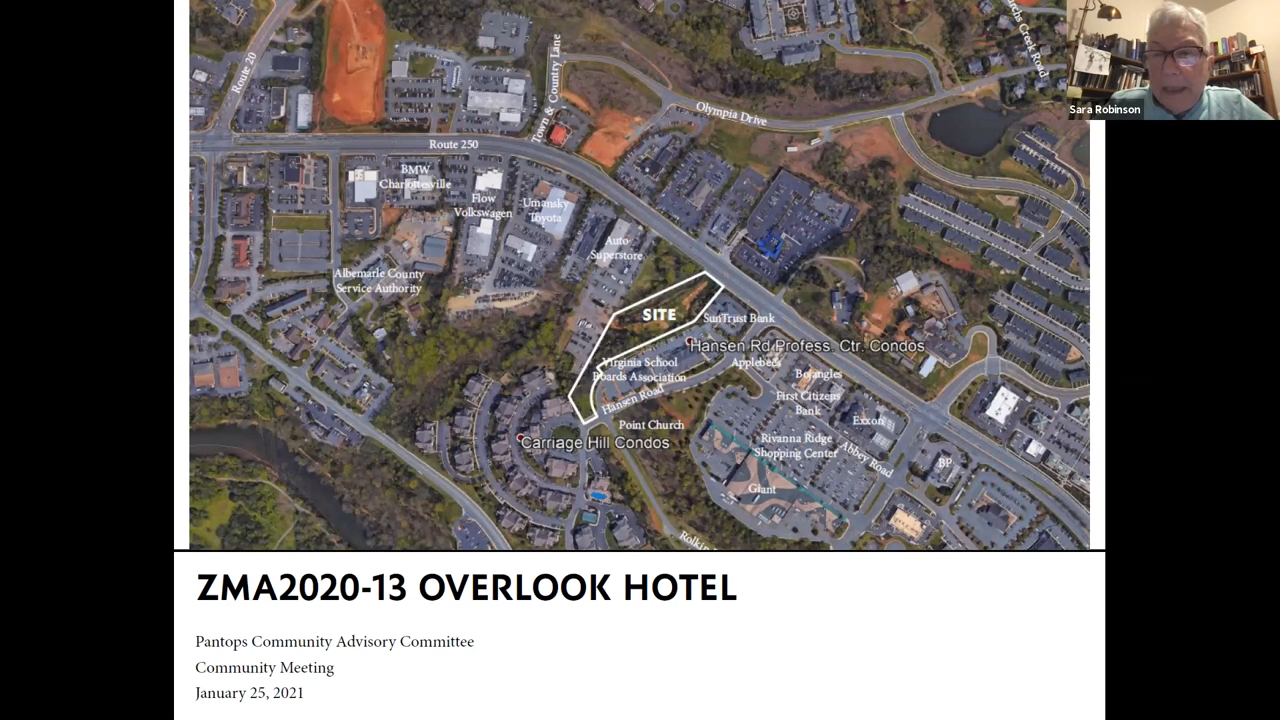 Route 20
Town & Country Lane
Olympia Drive
Route 250
BMW
Charlottesville
Flow
Volkswagen
Umansky
Toyota
Auto
Superstore
Albemarle County
Service Authority
SITE
SunTrust Bank
Hansen Rd Profess. Ctr. Condos
Virginia School
Boards Association
Applebee's
Bojangles
Hansen Road
First Citizens
Bank
Exxon
Point Church
Carriage Hill Condos
Rivanna Ridge
Shopping Center
Abbey Road
BP
Giant
Sara Robinson
ZMA2020-13 OVERLOOK HOTEL
Pantops Community Advisory Committee
Community Meeting
January 25, 2021